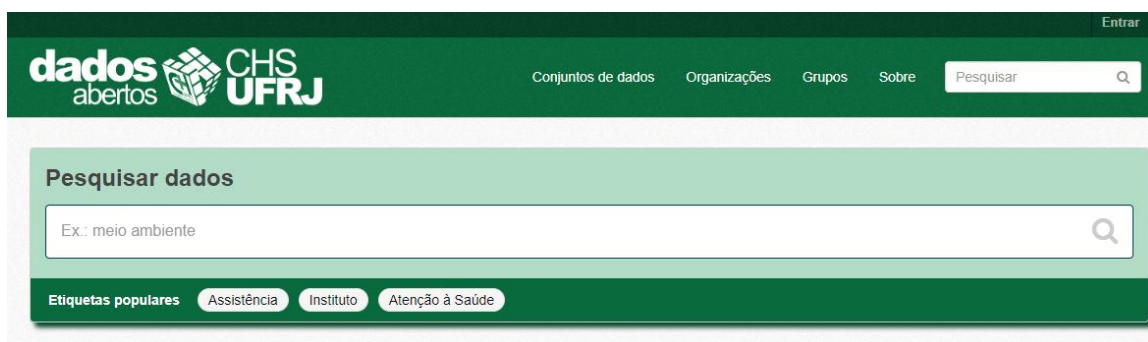 Entrar
dados abertos CHS UFRJ
Conjuntos de dados Organizações Grupos Sobre Pesquisar
Pesquisar dados
Ex.: meio ambiente
Etiquetas populares Assistência Instituto Atenção à Saúde